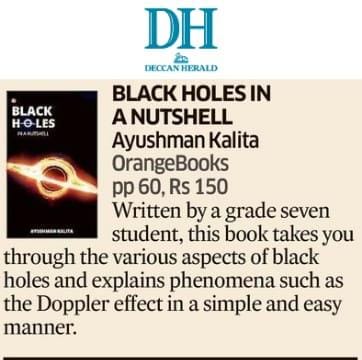 DH
DECCAN HERALD
BLACK HOLES IN
A NUTSHELL
Ayushman Kalita
OrangeBooks
pp 60, Rs 150
Written by a grade seven
student, this book takes you
through the various aspects of black
holes and explains phenomena such as
the Doppler effect in a simple and easy
manner.
BLACK
HOLES
IN A NUTSHELL
AYUSHMAN KALITA